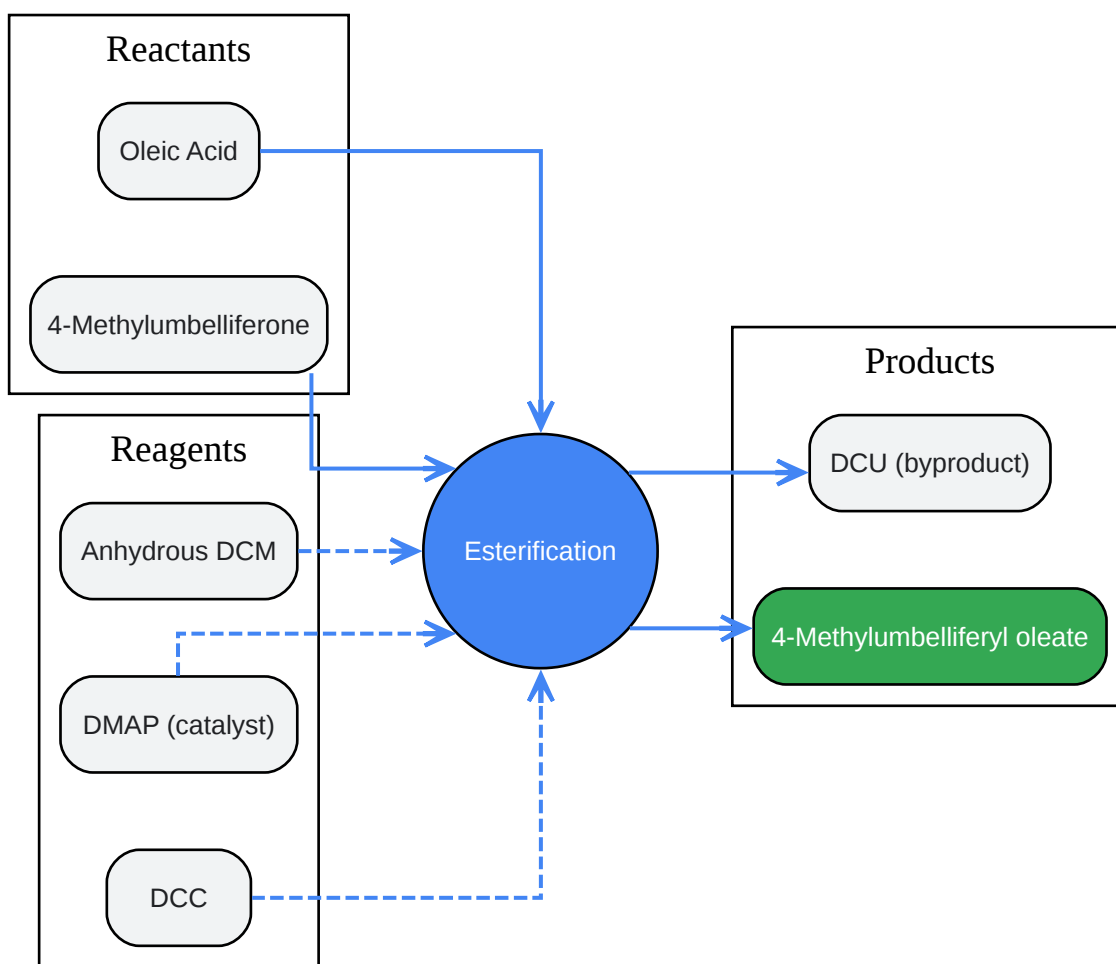 Reactants
Oleic Acid
4-Methylumbelliferone
Reagents
Anhydrous DCM
DMAP (catalyst)
DCC
Esterification
Products
DCU (byproduct)
4-Methylumbelliferyl oleate